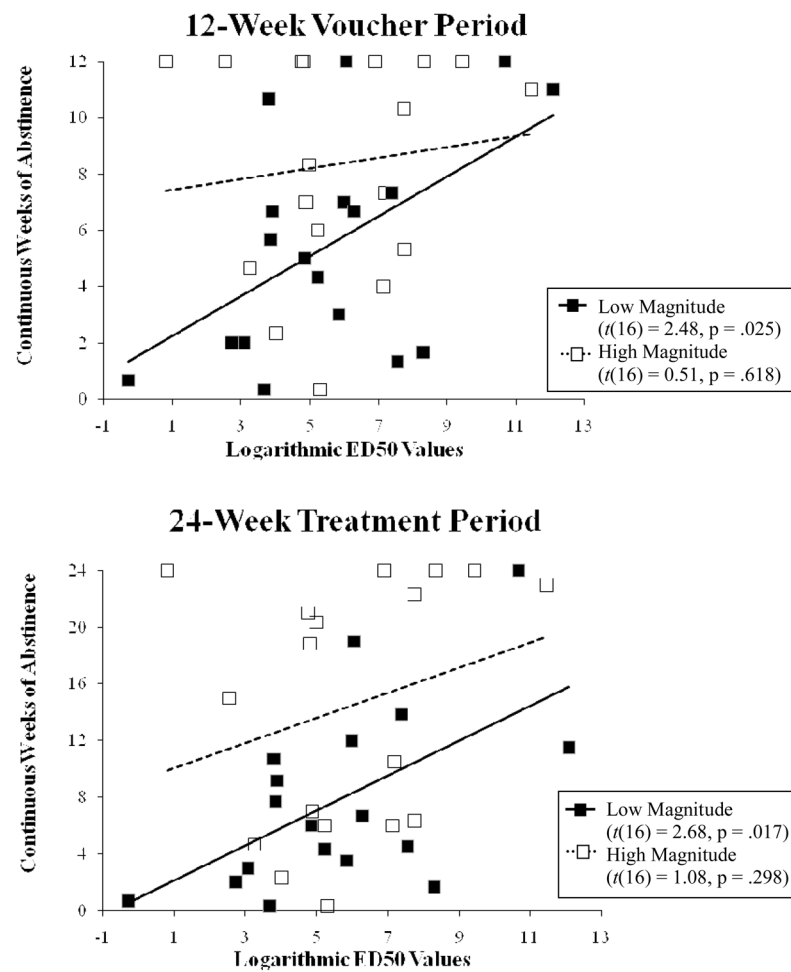 12-Week Voucher Period
Continuous Weeks of Abstinence
12
10
8
6
4
2
0
-1
1
3
5
7
9
11
13
Logarithmic ED50 Values
Low Magnitude
(t(16) = 2.48, p = .025)
High Magnitude
(t(16) = 0.51, p = .618)
24-Week Treatment Period
Continuous Weeks of Abstinence
24
20
16
12
8
4
0
-1
1
3
5
7
9
11
13
Logarithmic ED50 Values
Low Magnitude
(t(16) = 2.68, p = .017)
High Magnitude
(t(16) = 1.08, p = .298)